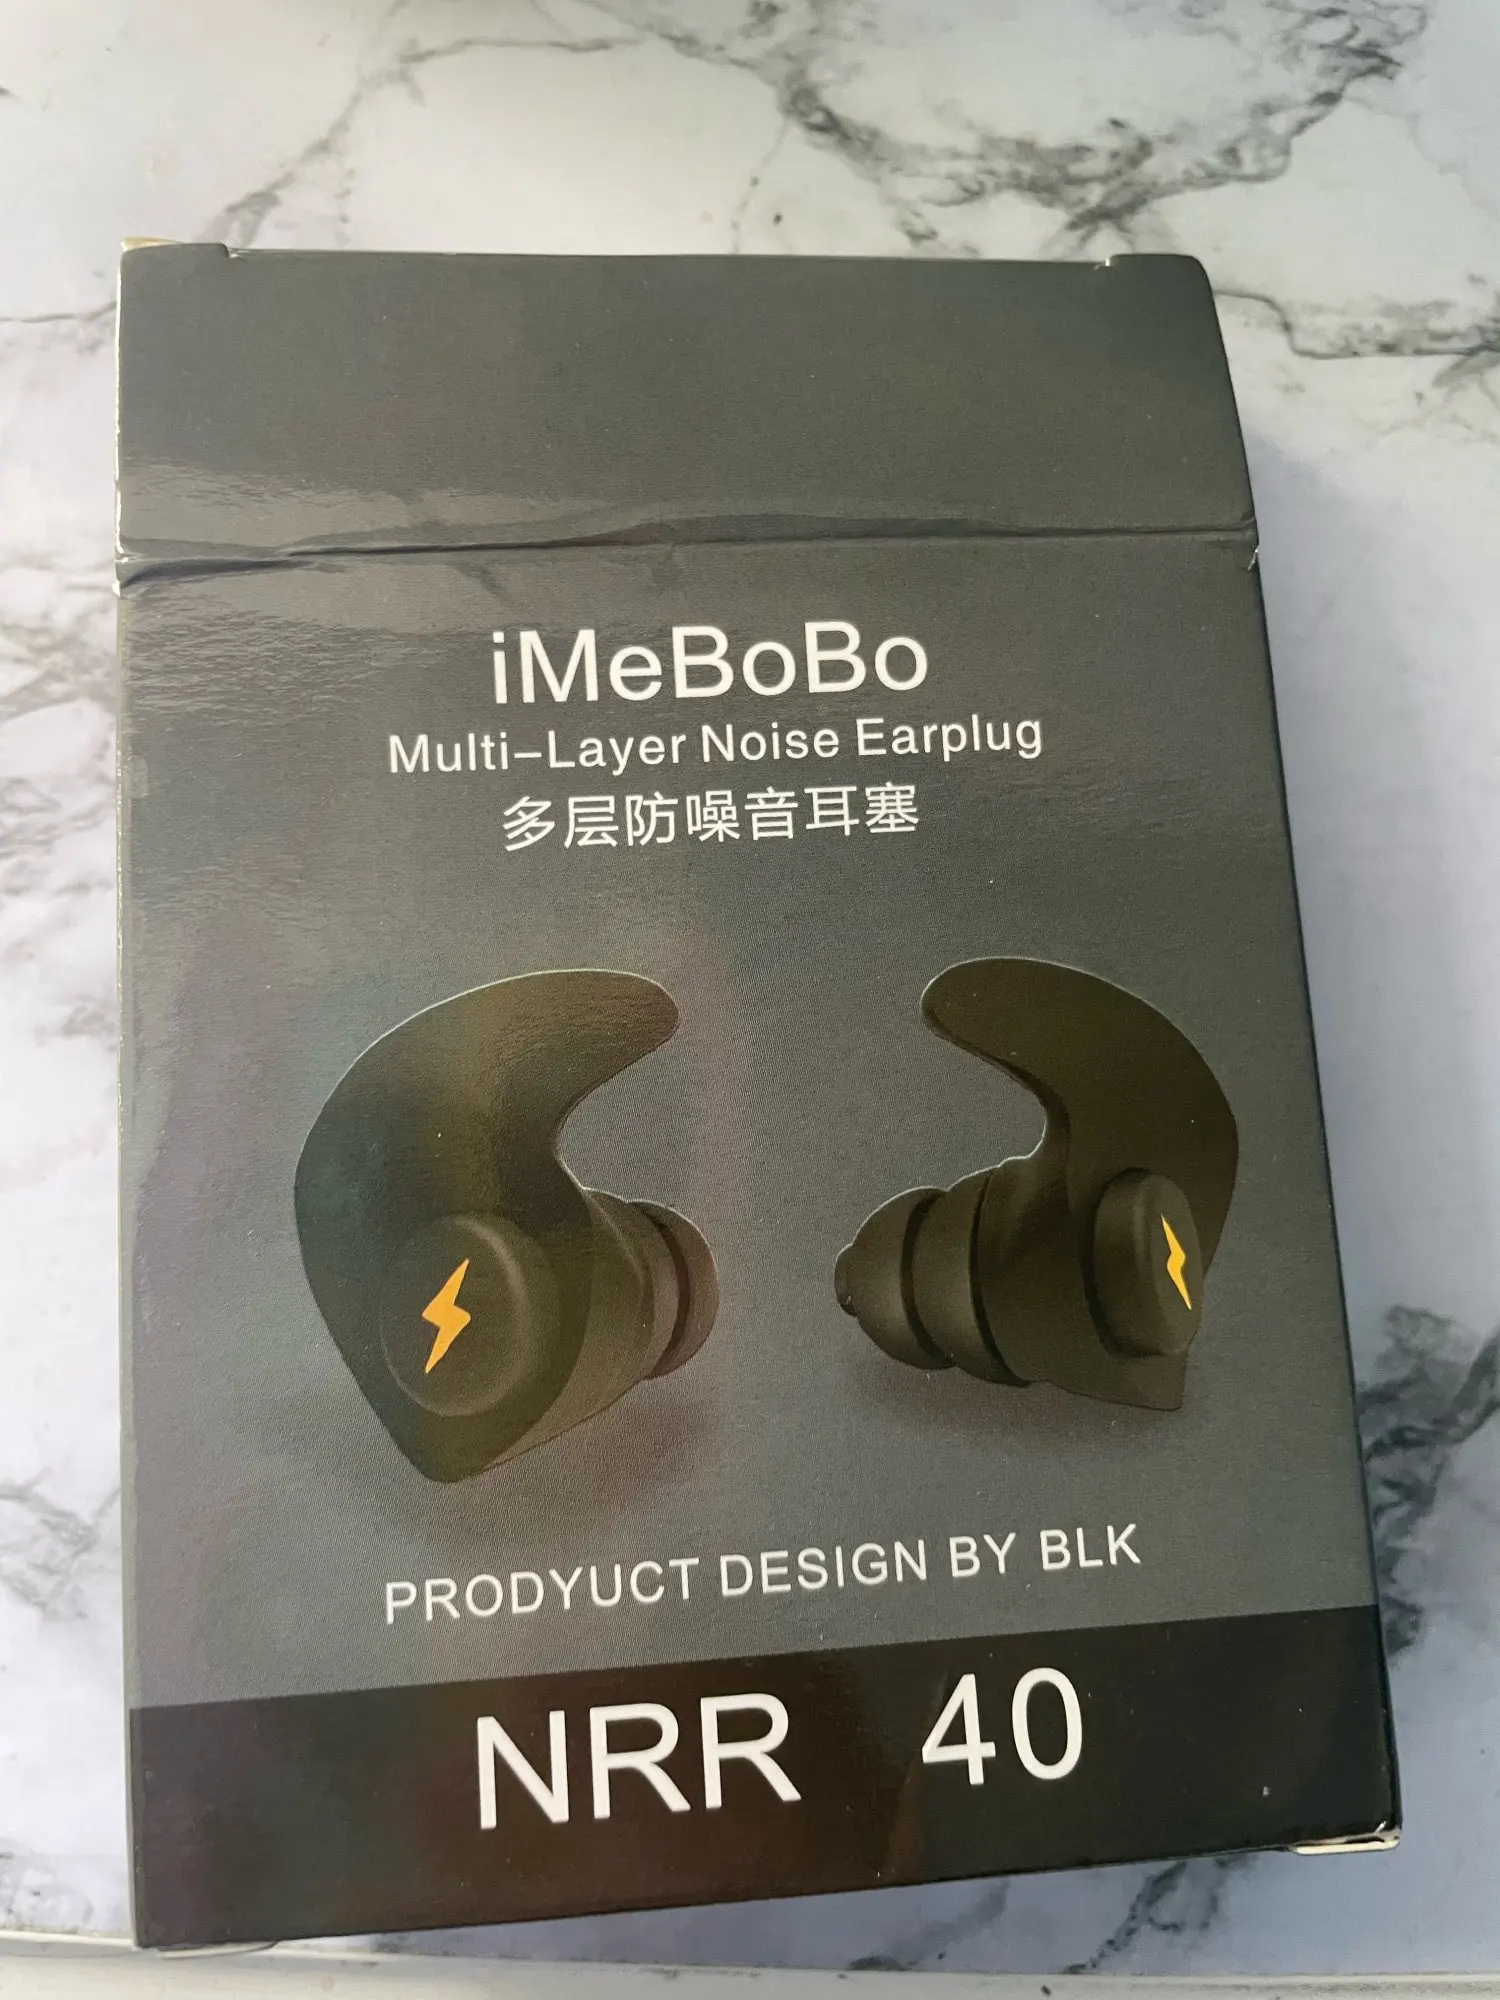 iMeBoBo
Multi-Layer Noise Earplug
多层防噪音耳塞
PRODYUCT DESIGN BY BLK
NRR 40